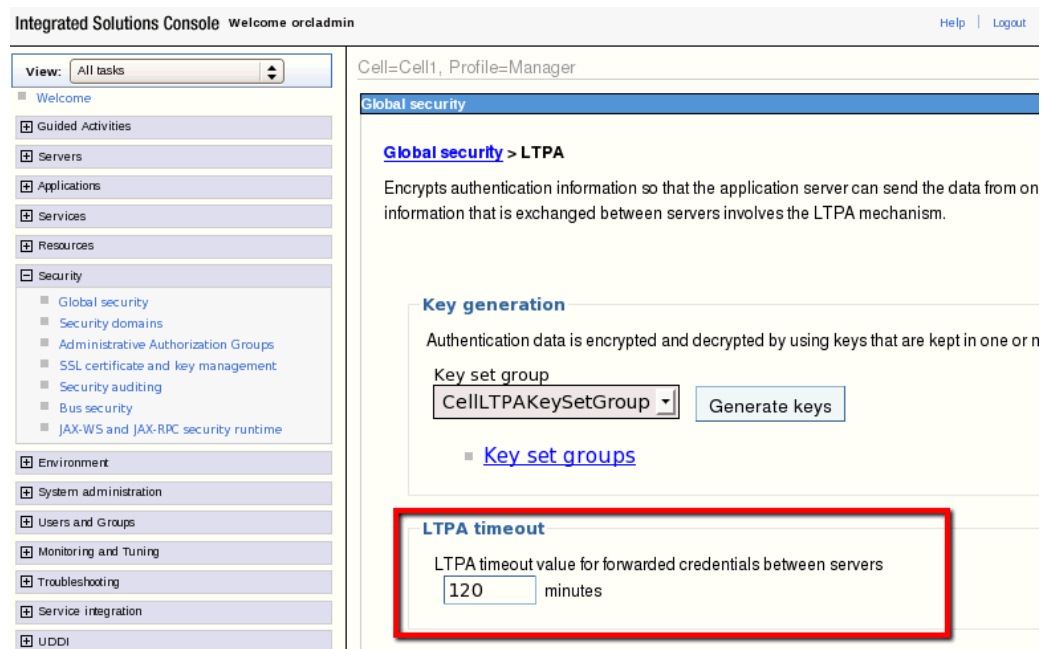 Integrated Solutions Console Welcome orcladmin
Help Logout
View: All tasks
Welcome
Guided Activities
Servers
Applications
Services
Resources
Security
Global security
Security domains
Administrative Authorization Groups
SSL certificate and key management
Security auditing
Bus security
JAX-WS and JAX-RPC security runtime
Environment
System administration
Users and Groups
Monitoring and Tuning
Troubleshooting
Service integration
UDDI
Cell=Cell1, Profile=Manager
Global security
Global security > LTPA
Encrypts authentication information so that the application server can send the data from on
information that is exchanged between servers involves the LTPA mechanism.
Key generation
Authentication data is encrypted and decrypted by using keys that are kept in one or
Key set group
CellLTPAKeySetGroup Generate keys
Key set groups
LTPA timeout
LTPA timeout value for forwarded credentials between servers
120 minutes